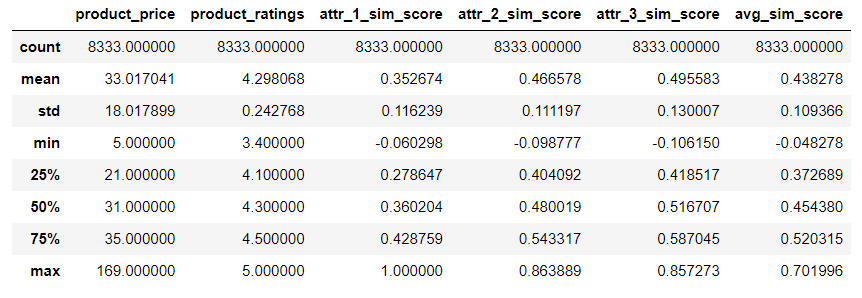 product_price product_ratings attr_1_sim_score attr_2_sim_score attr_3_sim_score avg_sim_score
count 8333.000000 8333.000000 8333.000000 8333.000000 8333.000000 8333.000000
mean 33.017041 4.298068 0.352674 0.466578 0.495583 0.438278
std 18.017899 0.242768 0.116239 0.111197 0.130007 0.109366
min 5.000000 3.400000 -0.060298 -0.098777 -0.106150 -0.048278
25% 21.000000 4.100000 0.278647 0.404092 0.418517 0.372689
50% 31.000000 4.300000 0.360204 0.480019 0.516707 0.454380
75% 35.000000 4.500000 0.428759 0.543317 0.587045 0.520315
max 169.000000 5.000000 1.000000 0.863889 0.857273 0.701996